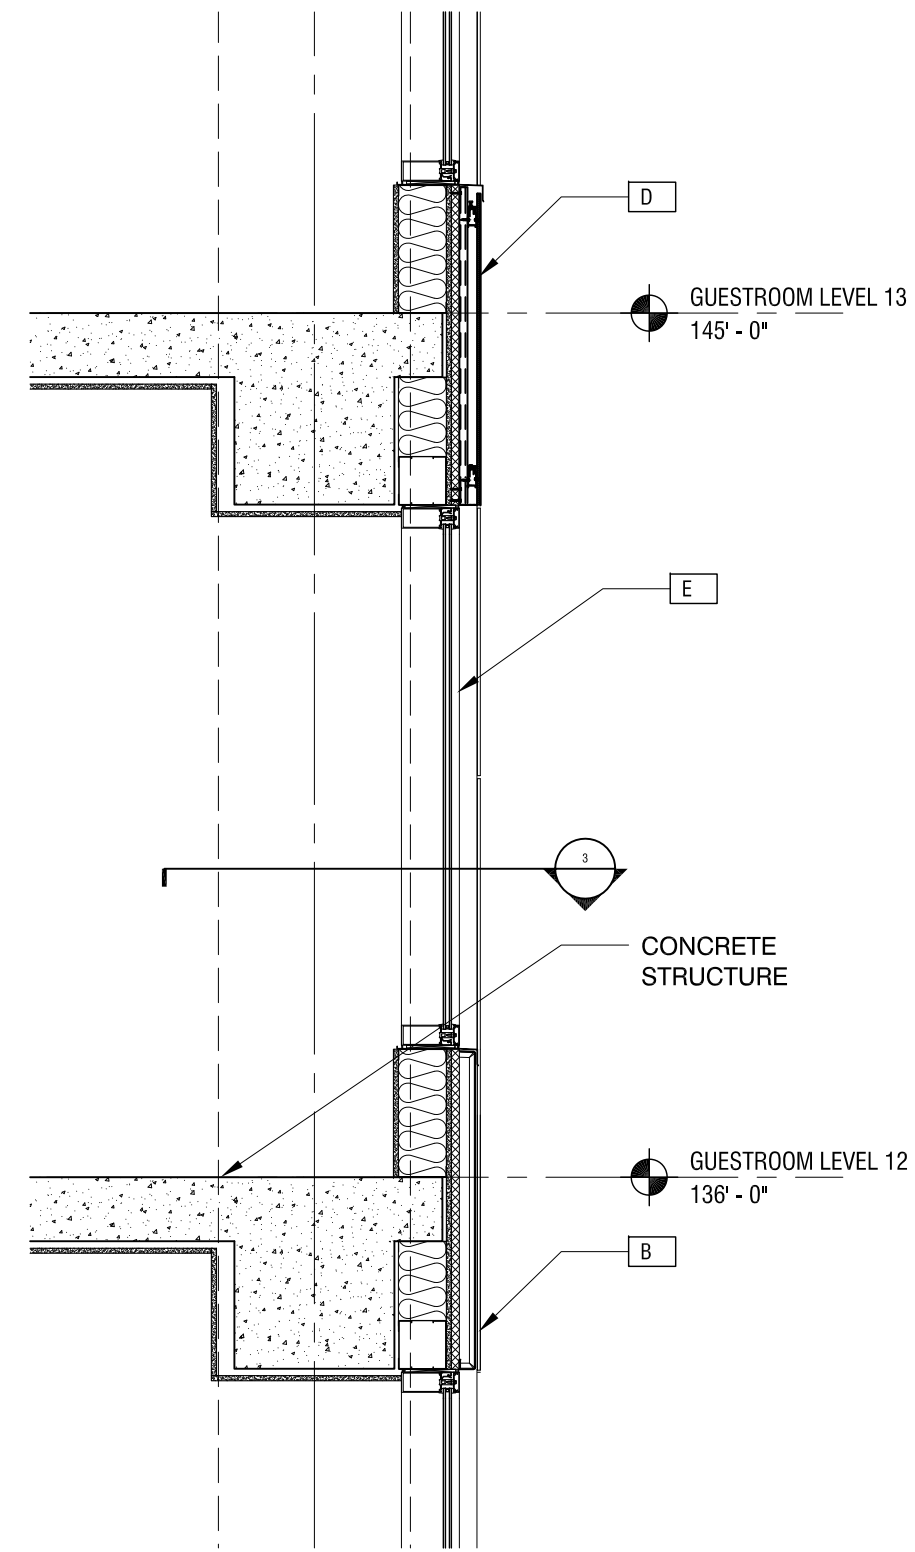 D
GUESTROOM LEVEL 13
145' - 0"
E
3
CONCRETE
STRUCTURE
GUESTROOM LEVEL 12
136' - 0"
B